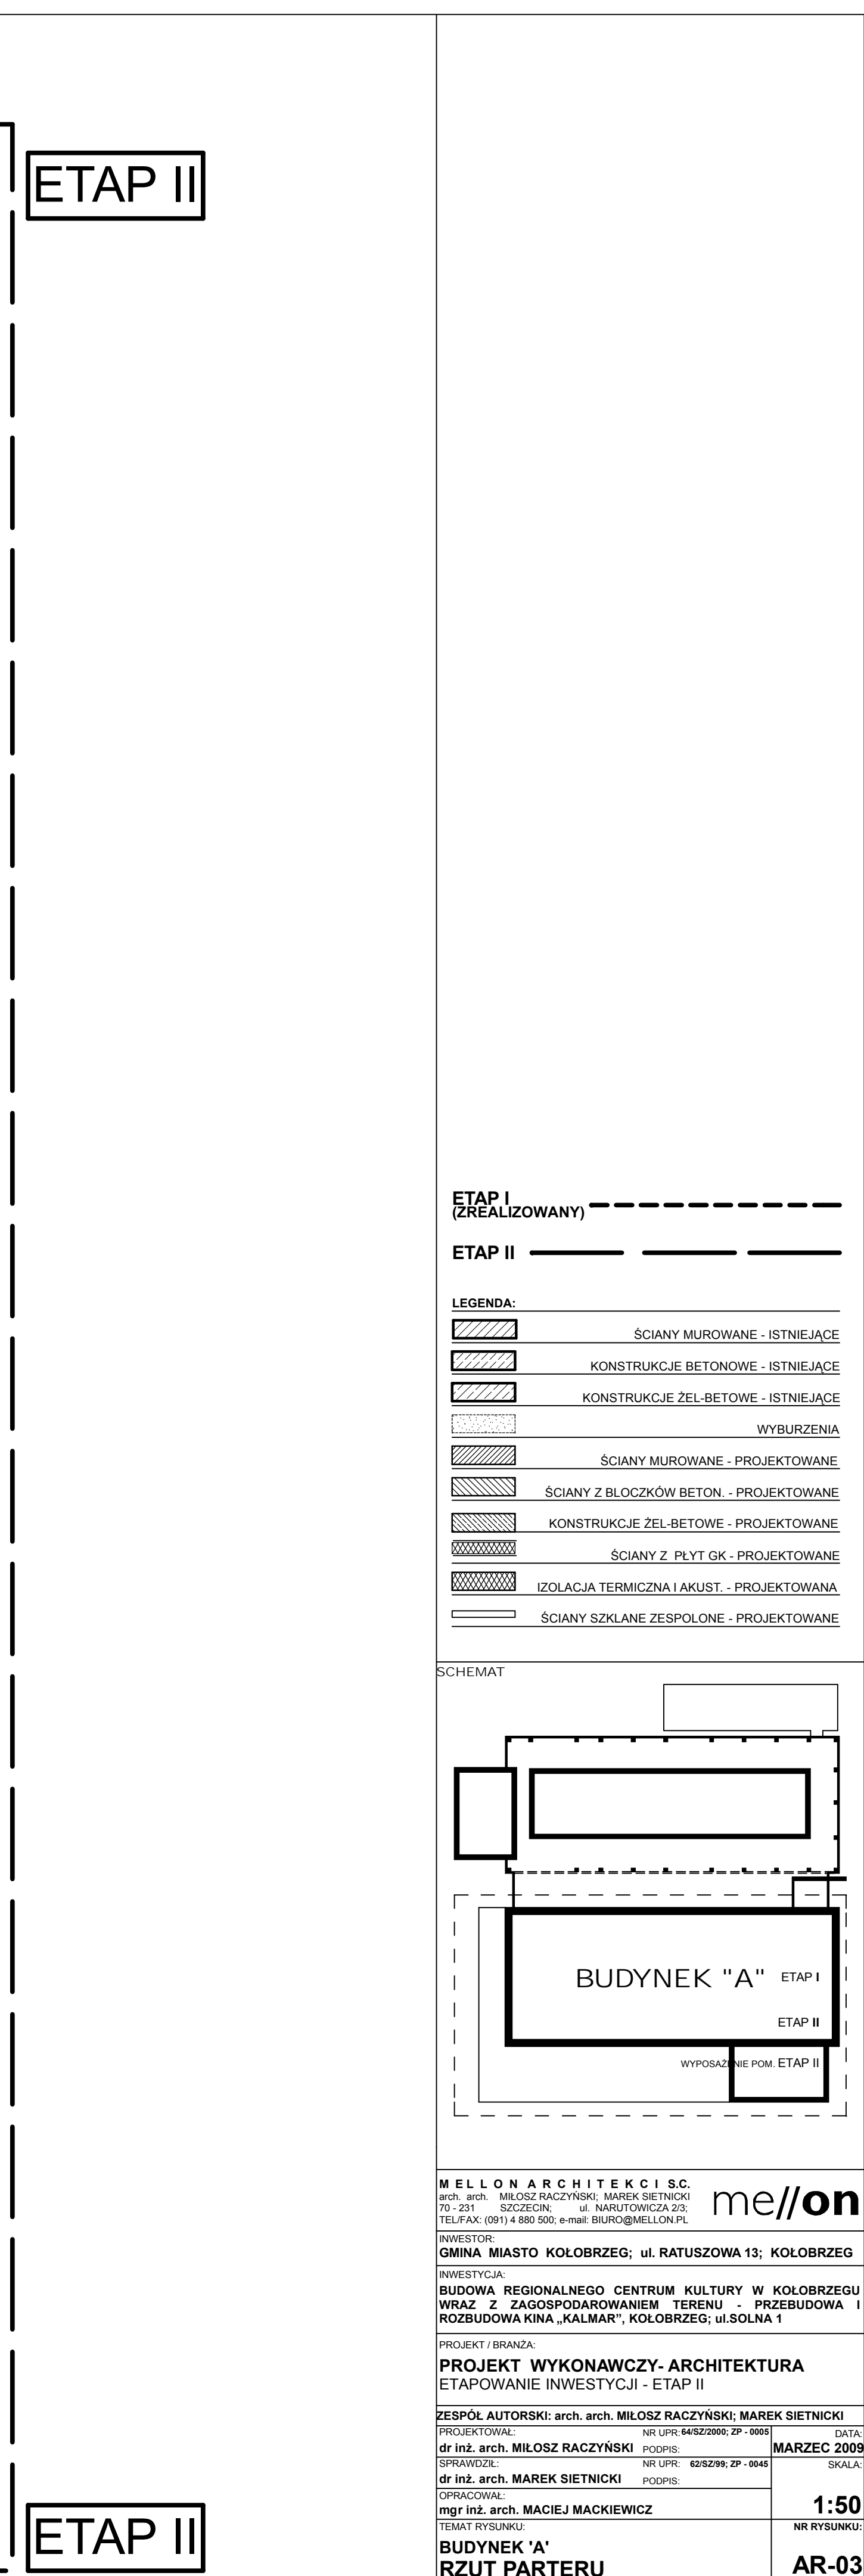 ETAP II
ETAP I
(ZREALIZOWANY)
ETAP II
LEGENDA:
ŚCIANY MUROWANE - ISTNIEJĄCE
KONSTRUKCJE BETONOWE - ISTNIEJĄCE
KONSTRUKCJE ŻEL-BETOWE - ISTNIEJĄCE
WYBURZENIA
ŚCIANY MUROWANE - PROJEKTOWANE
ŚCIANY Z BLOCZKÓW BETON. - PROJEKTOWANE
KONSTRUKCJE ŻEL-BETOWE - PROJEKTOWANE
ŚCIANY Z PŁYT GK - PROJEKTOWANE
IZOLACJA TERMICZNA I AKUST. - PROJEKTOWANA
ŚCIANY SZKLANE ZESPOLONE - PROJEKTOWANE
SCHEMAT
BUDYNEK "A" ETAP I
ETAP II
WYPOSAŻENIE POM. ETAP II
M E L L O N A R C H I T E K C I S.C.
arch. arch. MIŁOSZ RACZYŃSKI; MAREK SIETNICKI
70 - 231 SZCZECIN; ul. NARUTOWICZA 2/3;
TEL/FAX: (091) 4 880 500; e-mail: BIURO@MELLON.PL
me//on
INWESTOR:
GMINA MIASTO KOŁOBRZEG; ul. RATUSZOWA 13; KOŁOBRZEG
INWESTYCJA:
BUDOWA REGIONALNEGO CENTRUM KULTURY W KOŁOBRZEGU
WRAZ Z ZAGOSPODAROWANIEM TERENU - PRZEBUDOWA I
ROZBUDOWA KINA „KALMAR”, KOŁOBRZEG; ul.SOLNA 1
PROJEKT / BRANŻA:
PROJEKT WYKONAWCZY- ARCHITEKTURA
ETAPOWANIE INWESTYCJI - ETAP II
ZESPÓŁ AUTORSKI: arch. arch. MIŁOSZ RACZYŃSKI; MAREK SIETNICKI
PROJEKTOWAŁ: NR UPR: 64/SZ/2000; ZP - 0005 DATA:
dr inż. arch. MIŁOSZ RACZYŃSKI PODPIS: MARZEC 2009
SPRAWDZIŁ: NR UPR: 62/SZ/99; ZP - 0045 SKALA:
dr inż. arch. MAREK SIETNICKI PODPIS:
OPRACOWAŁ:
mgr inż. arch. MACIEJ MACKIEWICZ 1:50
TEMAT RYSUNKU: NR RYSUNKU:
BUDYNEK 'A'
RZUT PARTERU AR-03
ETAP II